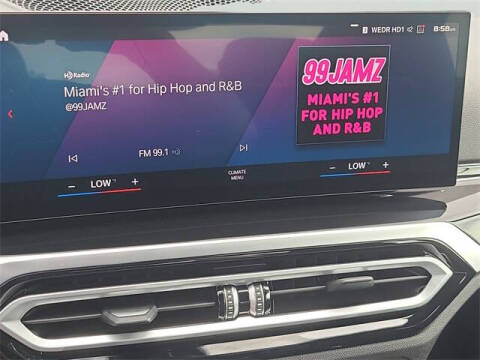 WEDR HD1
8:58
HD Radio
Miami's #1 for Hip Hop and R&B
@99JAMZ
99JAMZ
MIAMI'S #1
FOR HIP HOP
AND R&B
FM 99.1
LOW
CLIMATE
MENU
LOW